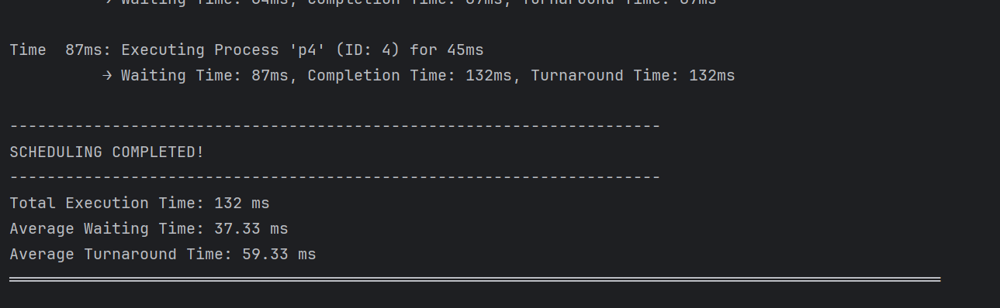 → Waiting Time: 64ms, Completion Time: 87ms, Turnaround Time: 87ms
Time  87ms: Executing Process 'p4' (ID: 4) for 45ms
→ Waiting Time: 87ms, Completion Time: 132ms, Turnaround Time: 132ms
----------------------------------------------------------------------
SCHEDULING COMPLETED!
----------------------------------------------------------------------
Total Execution Time: 132 ms
Average Waiting Time: 37.33 ms
Average Turnaround Time: 59.33 ms